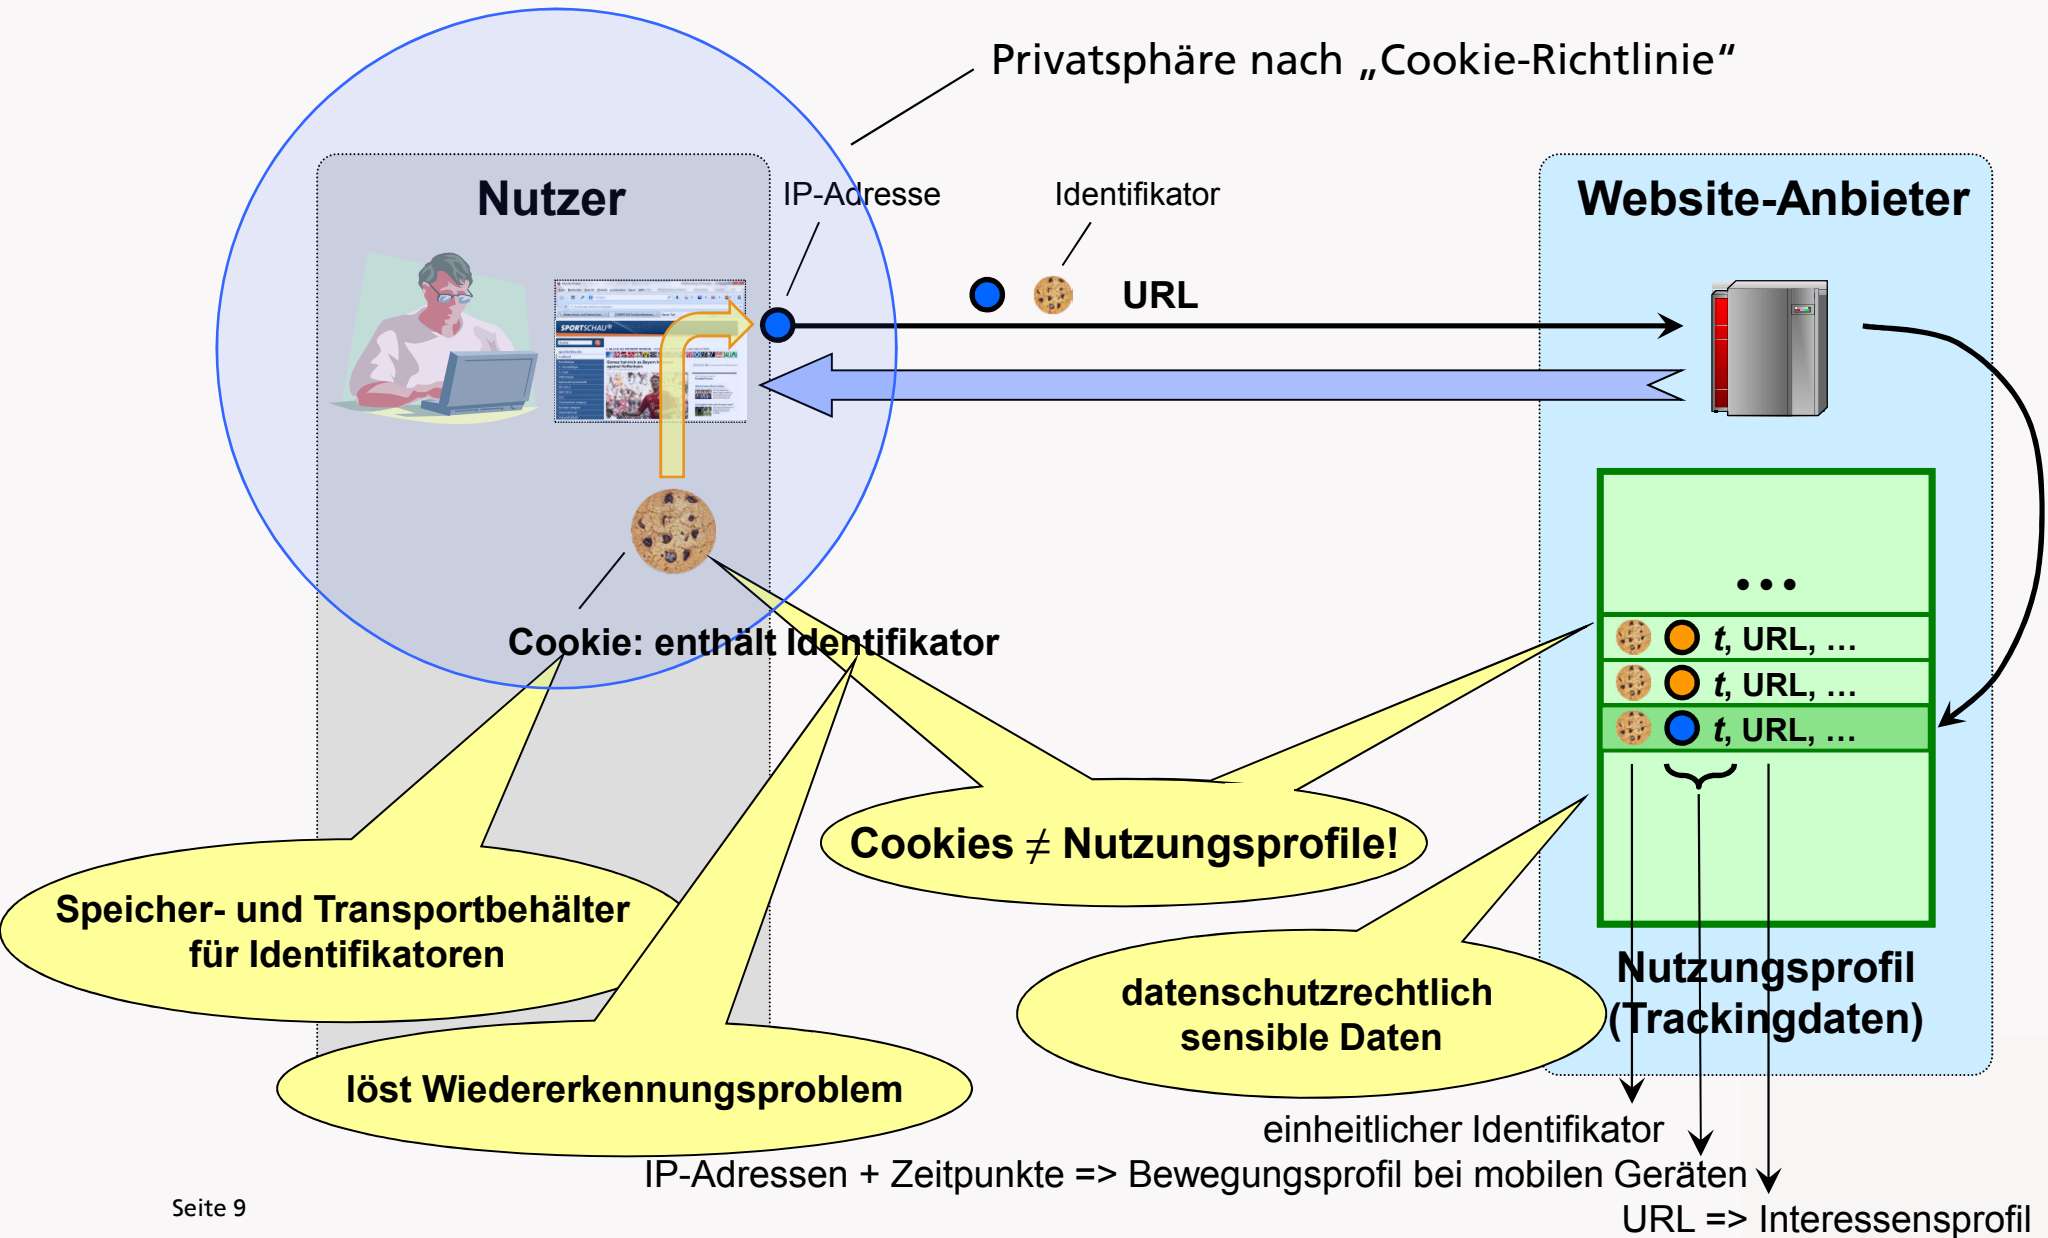 Privatsphäre nach „Cookie-Richtlinie“
Nutzer
IP-Adresse
Identifikator
Website-Anbieter
URL
SPORTSCHAU
Cookie: enthält Identifikator
...
t, URL, …
t, URL, …
t, URL, …
Cookies ≠ Nutzungsprofile!
Speicher- und Transportbehälter
für Identifikatoren
datenschutzrechtlich
sensible Daten
Nutzungsprofil
(Trackingdaten)
löst Wiedererkennungsproblem
einheitlicher Identifikator
IP-Adressen + Zeitpunkte => Bewegungsprofil bei mobilen Geräten
URL => Interessensprofil
Seite 9